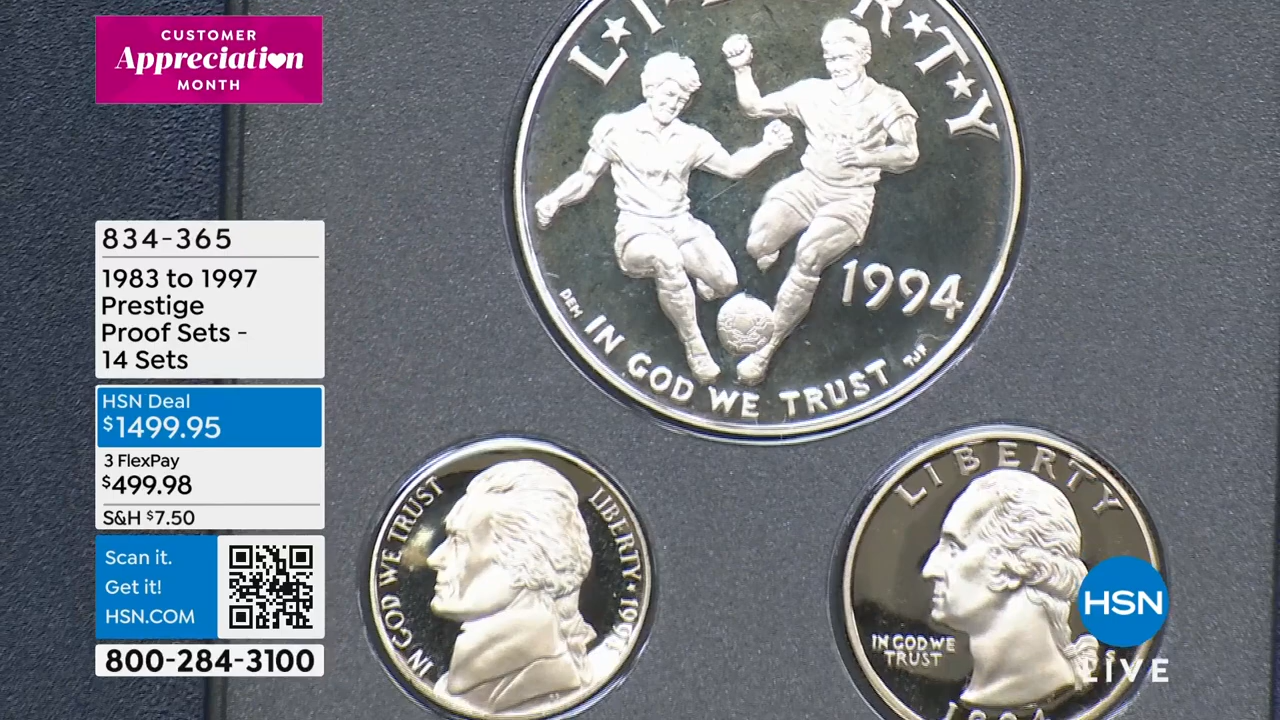 CUSTOMER
Appreciation
MONTH
834-365
1983 to 1997
Prestige
Proof Sets -
14 Sets
HSN Deal
$1499.95
3 FlexPay
$499.98
S&H $7.50
Scan it.
Get it!
HSN.COM
800-284-3100
1994
DEM
IN GOD WE TRUST
TJF
IN GOD WE TRUST
LIBERTY
LIBERTY
IN GOD WE
TRUST
HSN
LIVE